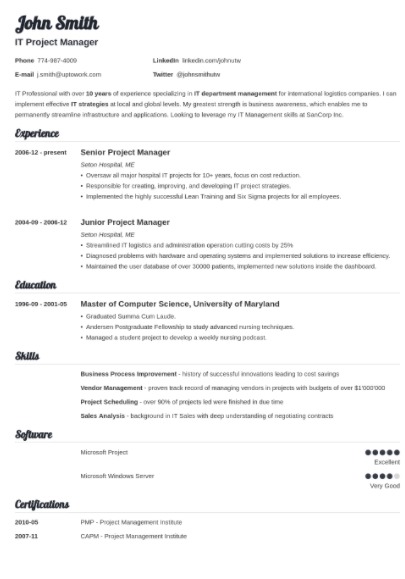 John Smith
IT Project Manager
Phone 774-987-4009 LinkedIn linkedin.com/johnutw
E-mail j.smith@uptowork.com Twitter @johnsmithutw
IT Professional with over 10 years of experience specializing in IT department management for international logistics companies. I can
implement effective IT strategies at local and global levels. My greatest strength is business awareness, which enables me to
permanently streamline infrastructure and applications. Looking to leverage my IT Management skills at SanCorp Inc.
Experience
2006-12 - present Senior Project Manager
Seton Hospital, ME
• Oversaw all major hospital IT projects for 10+ years, focus on cost reduction.
• Responsible for creating, improving, and developing IT project strategies.
• Implemented the highly successful Lean Training and Six Sigma projects for all employees.
2004-09 - 2006-12 Junior Project Manager
Seton Hospital, ME
• Streamlined IT logistics and administration operation cutting costs by 25%
• Diagnosed problems with hardware and operating systems and implemented solutions to increase efficiency.
• Maintained the user database of over 30000 patients, implemented new solutions inside the dashboard.
Education
1996-09 - 2001-05 Master of Computer Science, University of Maryland
• Graduated Summa Cum Laude.
• Andersen Postgraduate Fellowship to study advanced nursing techniques.
• Managed a student project to develop a weekly nursing podcast.
Skills
Business Process Improvement - history of successful innovations leading to cost savings
Vendor Management - proven track record of managing vendors in projects with budgets of over $1'000'000
Project Scheduling - over 90% of projects led were finished in due time
Sales Analysis - background in IT Sales with deep understanding of negotiating contracts
Software
Microsoft Project
Excellent
Microsoft Windows Server
Very Good
Certifications
2010-05 PMP - Project Management Institute
2007-11 CAPM - Project Management Institute